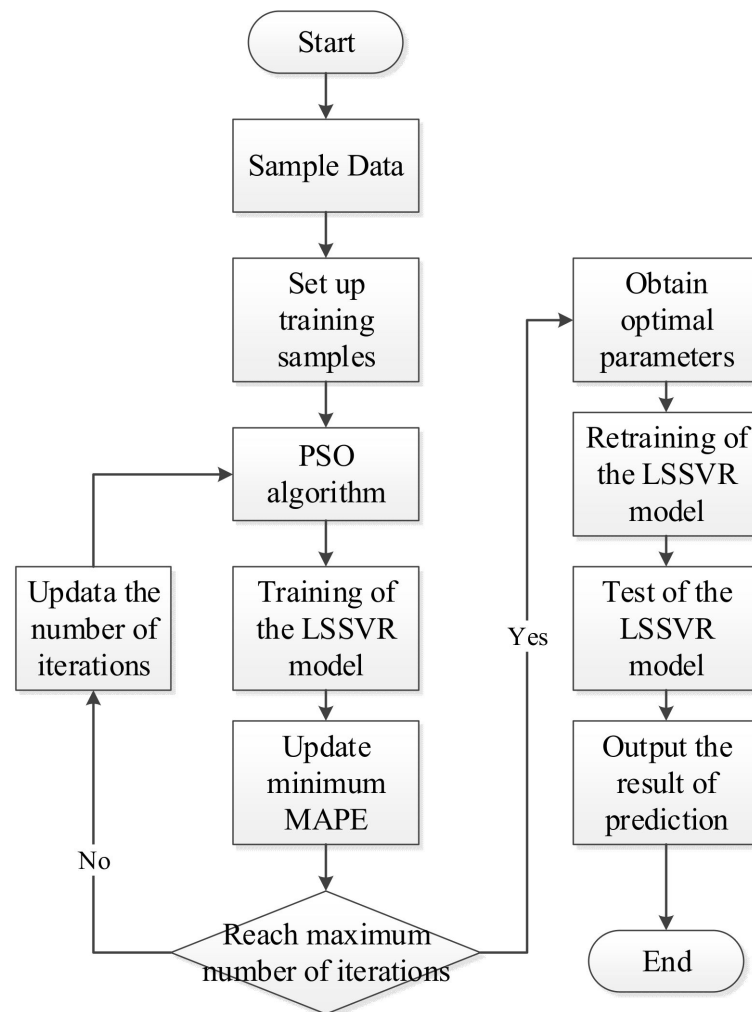 Start
Sample Data
Set up
training
samples
PSO
algorithm
Training of
the LSSVR
model
Update
minimum
MAPE
Reach maximum
number of iterations
No
Updata the
number of
iterations
Yes
Obtain
optimal
parameters
Retraining of
the LSSVR
model
Test of the
LSSVR
model
Output the
result of
prediction
End